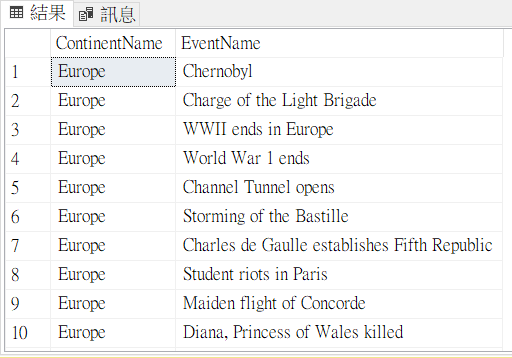 結果 訊息
ContinentName EventName
1 Europe Chernobyl
2 Europe Charge of the Light Brigade
3 Europe WWII ends in Europe
4 Europe World War 1 ends
5 Europe Channel Tunnel opens
6 Europe Storming of the Bastille
7 Europe Charles de Gaulle establishes Fifth Republic
8 Europe Student riots in Paris
9 Europe Maiden flight of Concorde
10 Europe Diana, Princess of Wales killed